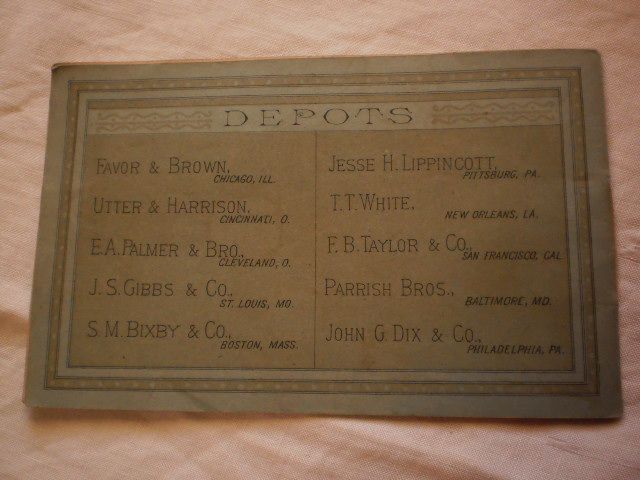 DEPOTS
FAVOR & BROWN,
CHICAGO, ILL.
UTTER & HARRISON,
CINCINNATI, O.
E.A. PALMER & BRO.,
CLEVELAND, O.
J.S. GIBBS & CO.,
ST. LOUIS, MO.
S.M. BIXBY & CO.,
BOSTON, MASS.
JESSE H. LIPPINCOTT,
PITTSBURG, PA.
T.T. WHITE,
NEW ORLEANS, LA.
F.B. TAYLOR & CO.,
SAN FRANCISCO, CAL.
PARRISH BROS.,
BALTIMORE, MD.
JOHN G. DIX & CO.,
PHILADELPHIA, PA.